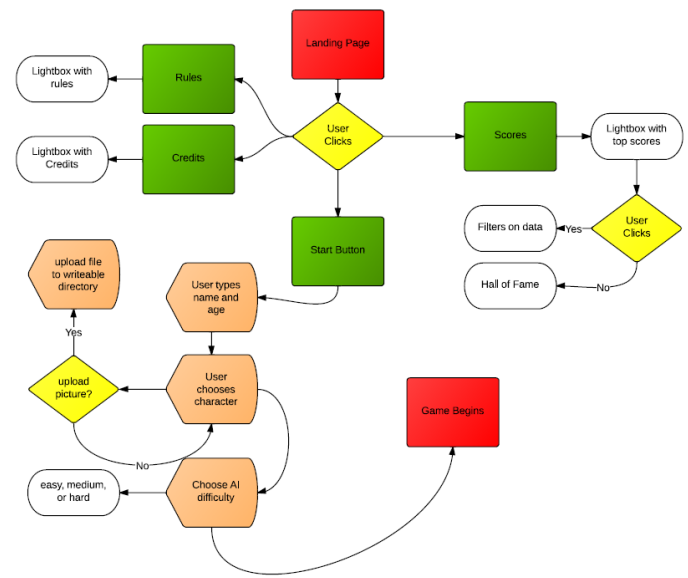 Landing Page
Lightbox with
rules
Rules
User
Clicks
Scores
Lightbox with
top scores
Lightbox with
Credits
Credits
Start Button
Filters on data
Yes
User
Clicks
Hall of Fame
No
upload file
to writeable
directory
User types
name and
age
Yes
upload
picture?
User
chooses
character
Game Begins
No
easy, medium,
or hard
Choose AI
difficulty